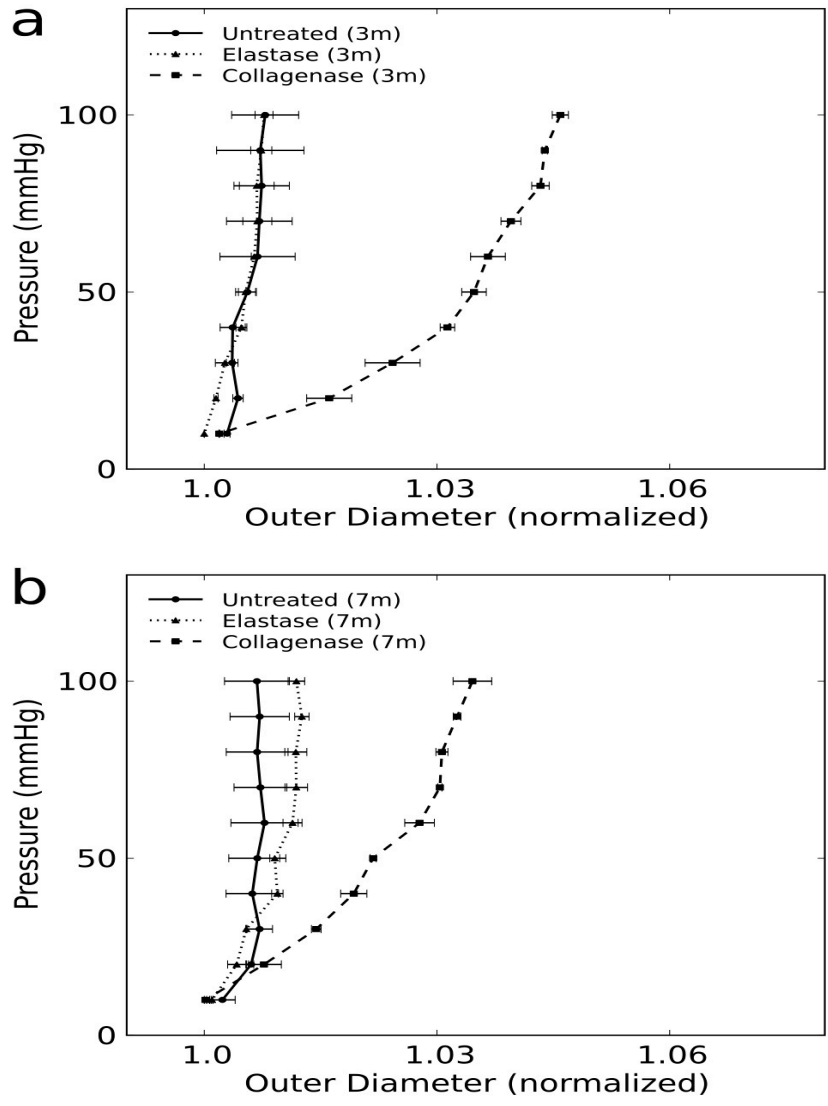 a
Untreated (3m)
Elastase (3m)
Collagenase (3m)
Pressure (mmHg)
100
50
0
1.0 1.03 1.06
Outer Diameter (normalized)
b
Untreated (7m)
Elastase (7m)
Collagenase (7m)
Pressure (mmHg)
100
50
0
1.0 1.03 1.06
Outer Diameter (normalized)